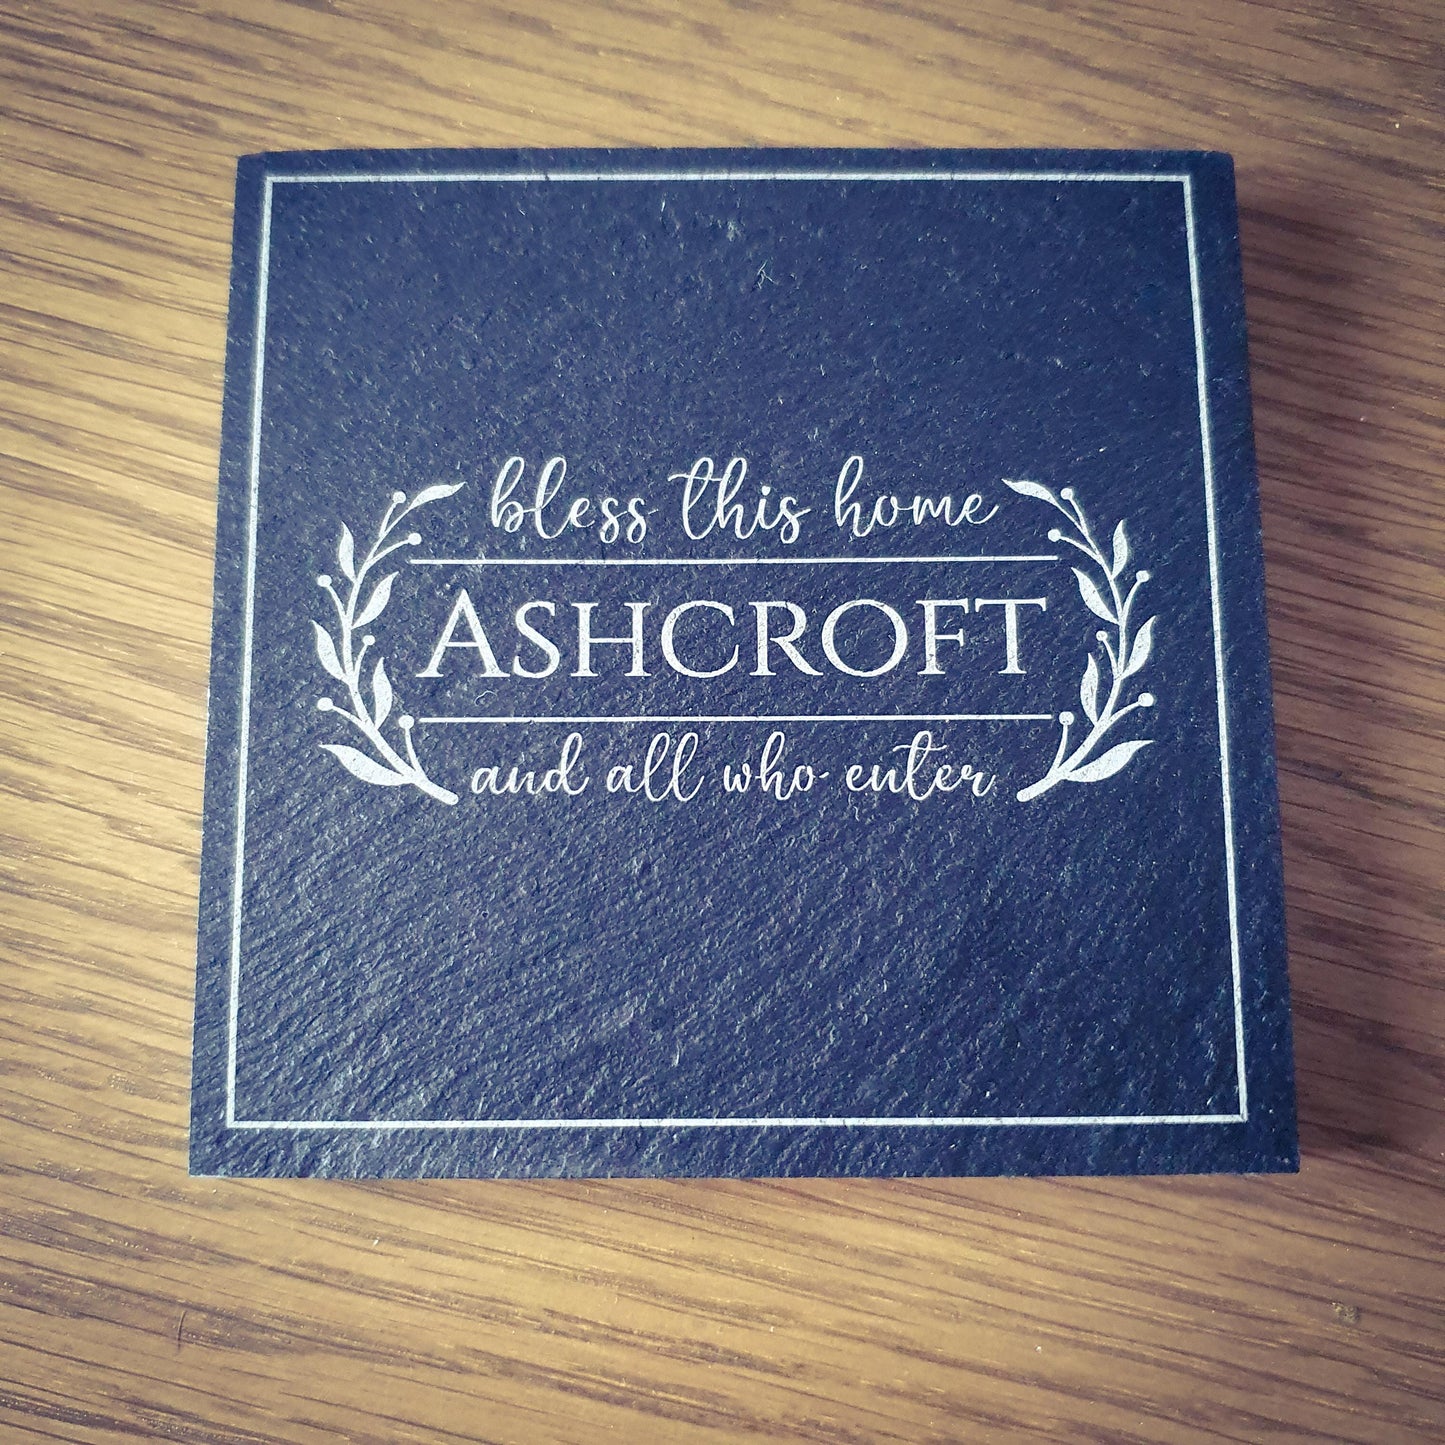 bless this home
ASHCROFT
and all who enter